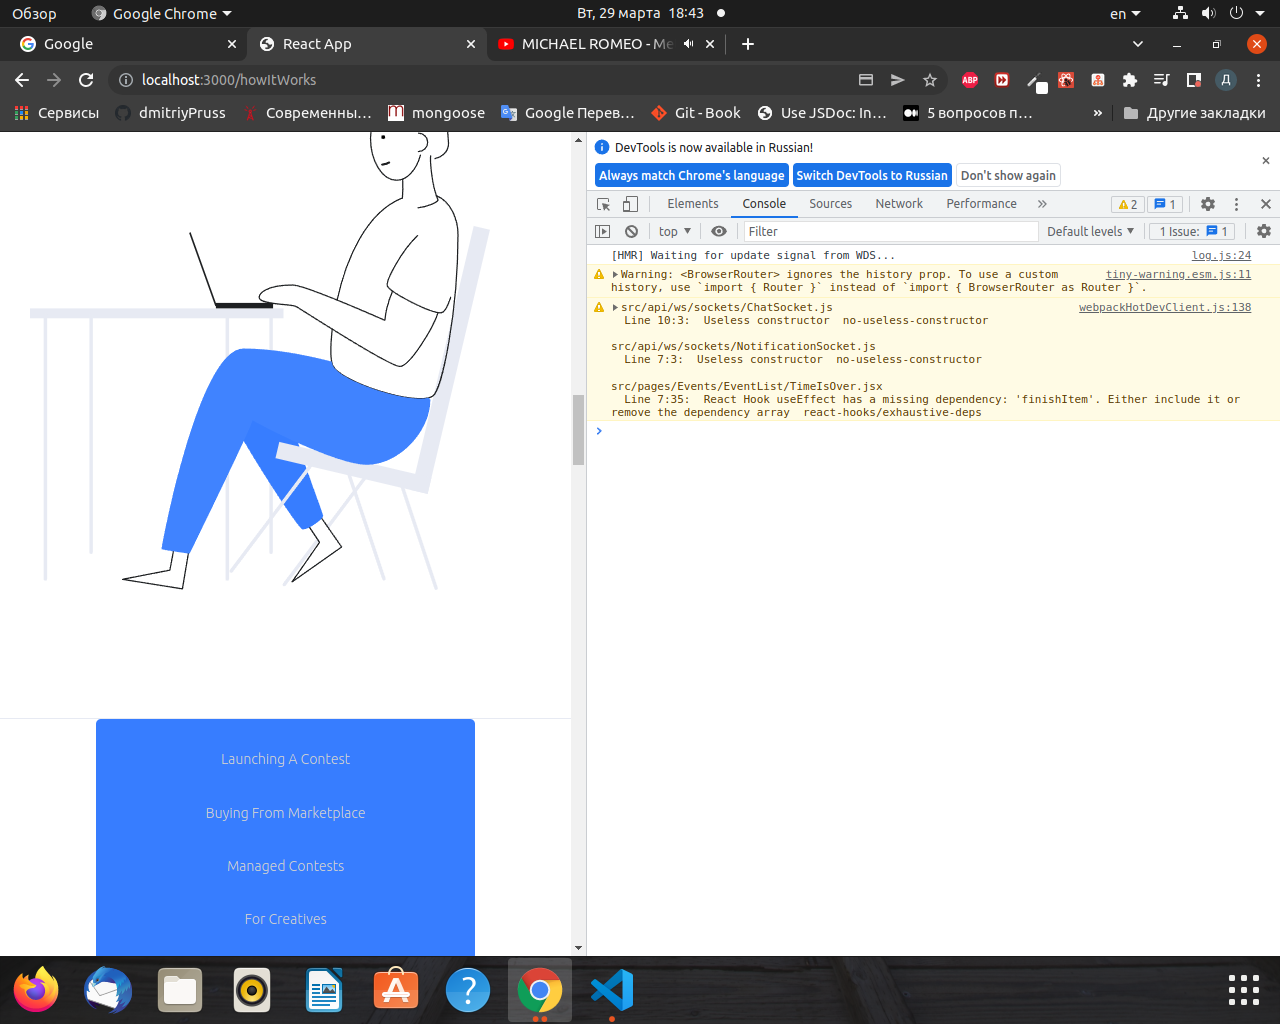 Обзор
Google Chrome
Вт, 29 марта 18:43
en
Google
React App
MICHAEL ROMEO - Me
localhost:3000/howItWorks
ABP
Д
Сервисы
dmitriyPruss
Современны...
mongoose
Google Перев...
Git - Book
Use JSDoc: In...
5 вопросов п...
»
Другие закладки
DevTools is now available in Russian!
Always match Chrome's language
Switch DevTools to Russian
Don't show again
Elements
Console
Sources
Network
Performance
»
2
1
top
Filter
Default levels
1 Issue: 1
[HMR] Waiting for update signal from WDS... log.js:24
Warning: <BrowserRouter> ignores the history prop. To use a custom tiny-warning.esm.js:11
history, use `import { Router }` instead of `import { BrowserRouter as Router }`.
src/api/ws/sockets/ChatSocket.js webpackHotDevClient.js:138
Line 10:3: Useless constructor no-useless-constructor
src/api/ws/sockets/NotificationSocket.js
Line 7:3: Useless constructor no-useless-constructor
src/pages/Events/EventList/TimeIsOver.jsx
Line 7:35: React Hook useEffect has a missing dependency: 'finishItem'. Either include it or
remove the dependency array react-hooks/exhaustive-deps
Launching A Contest
Buying From Marketplace
Managed Contests
For Creatives